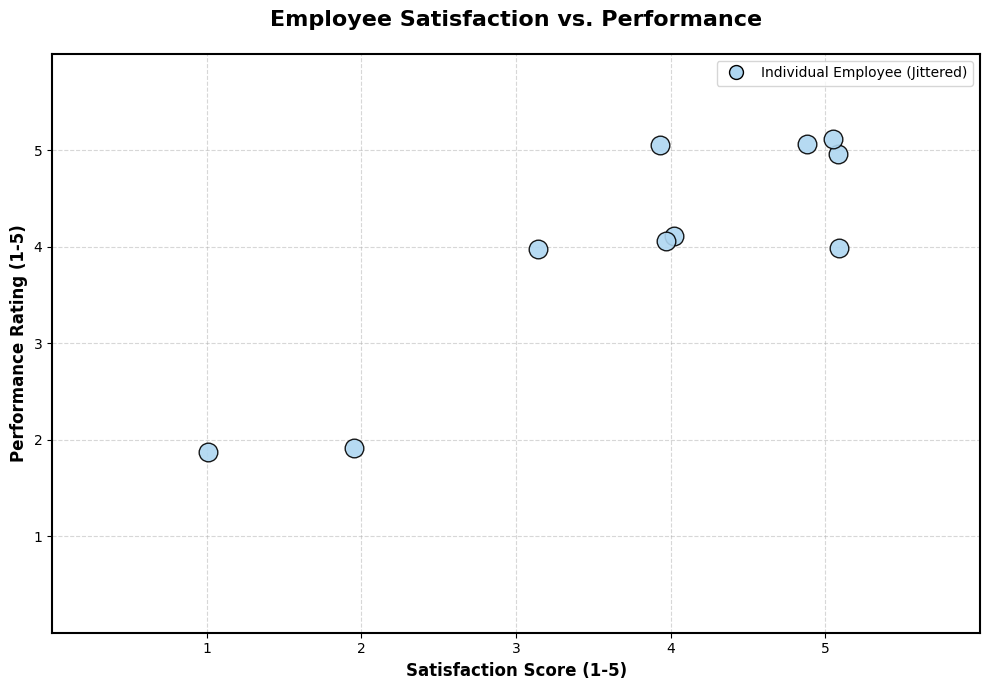 Employee Satisfaction vs. Performance
Individual Employee (Jittered)
Performance Rating (1-5)
5
4
3
2
1
1
2
3
4
5
Satisfaction Score (1-5)